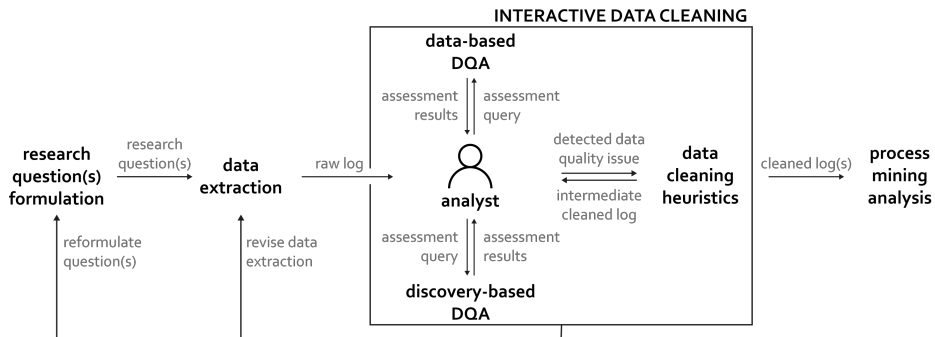 INTERACTIVE DATA CLEANING
data-based
DQA
assessment
results
assessment
query
research
question(s)
formulation
research
question(s)
data
extraction
raw log
analyst
detected data
quality issue
intermediate
cleaned log
data
cleaning
heuristics
cleaned log(s)
process
mining
analysis
reformulate
question(s)
revise data
extraction
assessment
query
assessment
results
discovery-based
DQA